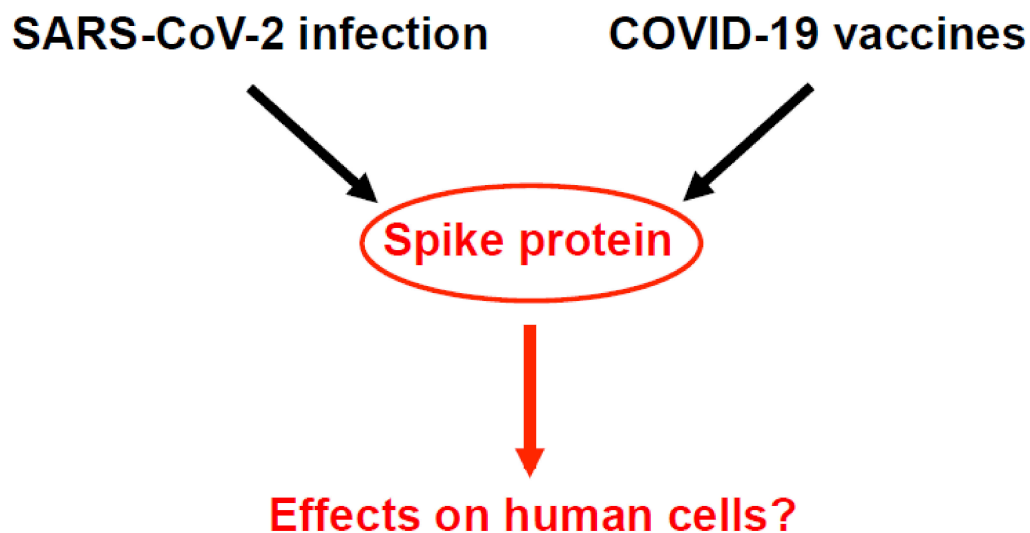 SARS-CoV-2 infection
COVID-19 vaccines
Spike protein
Effects on human cells?